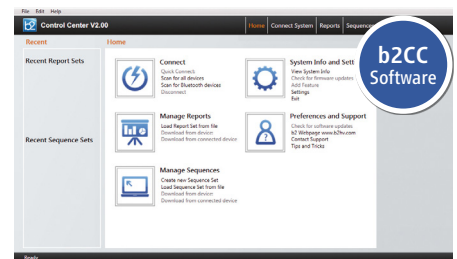 File Edit Help
b2 Control Center V2.00
Home Connect System Reports Sequences
Recent
Home
Recent Report Sets
Recent Sequence Sets
Connect
Quick Connect
Scan for all devices
Scan for Bluetooth devices
Disconnect
System Info and Sett
View System Info
Check for firmware updates
Add Feature
Settings
Exit
Manage Reports
Load Report Set from file
Download from device
Download from connected device
Preferences and Support
Check for software updates
b2 Webpage www.b2hv.com
Contact Support
Tips and Tricks
Manage Sequences
Create new Sequence Set
Load Sequence Set from file
Download from device
Download from connected device
b2CC
Software
Ready